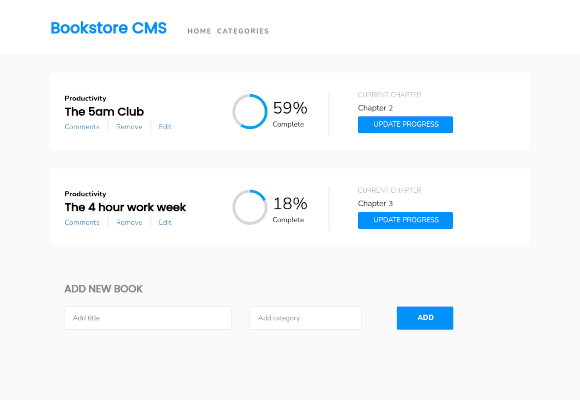 Bookstore CMS
HOME CATEGORIES
Productivity
The 5am Club
Comments Remove Edit
59%
Complete
CURRENT CHAPTER
Chapter 2
UPDATE PROGRESS
Productivity
The 4 hour work week
Comments Remove Edit
18%
Complete
CURRENT CHAPTER
Chapter 3
UPDATE PROGRESS
ADD NEW BOOK
Add title
Add category
ADD